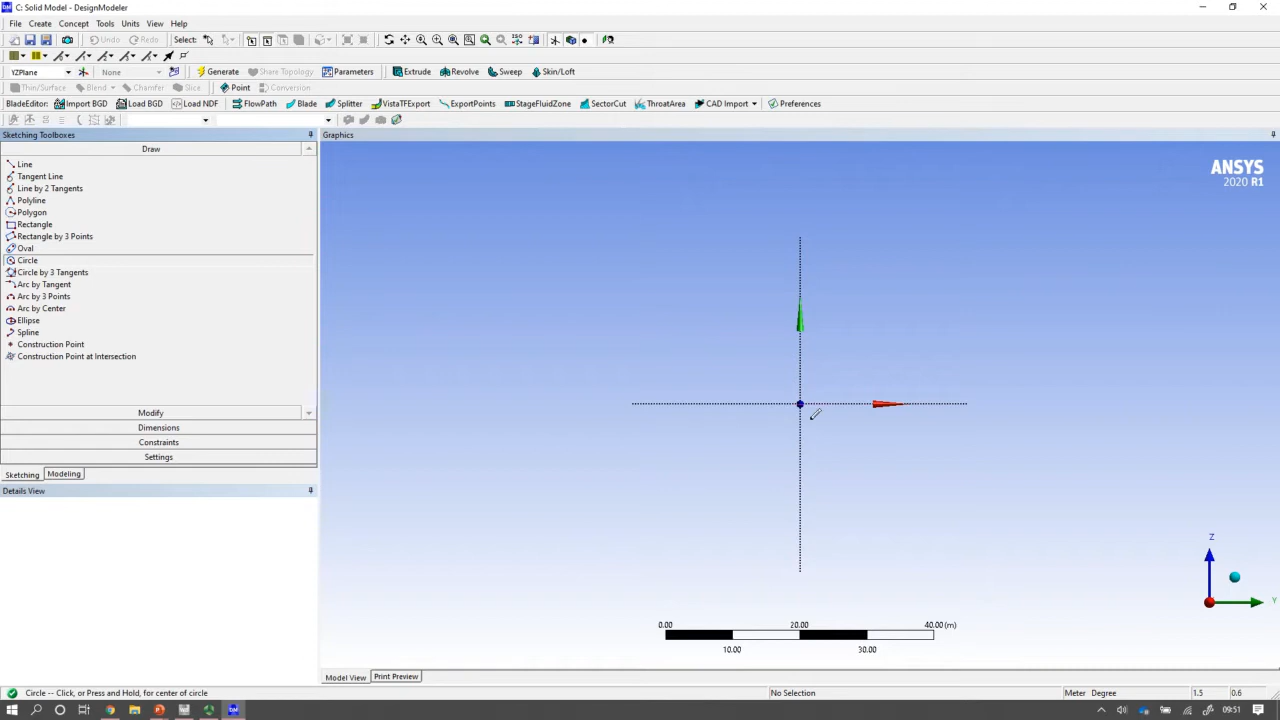 C: Solid Model - DesignModeler
File Create Concept Tools Units View Help
Undo Redo Select:
YZPlane None Generate Share Topology Parameters Extrude Revolve Sweep Skin/Loft
Thin/Surface Blend Chamfer Slice Point Conversion
BladeEditor: Import BGD Load BGD Load NDF FlowPath Blade Splitter VistaTFExport ExportPoints StageFluidZone SectorCut ThroatArea CAD Import Preferences
Sketching Toolboxes
Draw
Line
Tangent Line
Line by 2 Tangents
Polyline
Polygon
Rectangle
Rectangle by 3 Points
Oval
Circle
Circle by 3 Tangents
Arc by Tangent
Arc by 3 Points
Arc by Center
Ellipse
Spline
Construction Point
Construction Point at Intersection
Modify
Dimensions
Constraints
Settings
Sketching Modeling
Details View
Graphics
ANSYS
2020 R1
Z
Y
0.00 20.00 40.00 (m)
10.00 30.00
Model View Print Preview
Circle -- Click, or Press and Hold, for center of circle No Selection Meter Degree 1.5 0.6
09:51